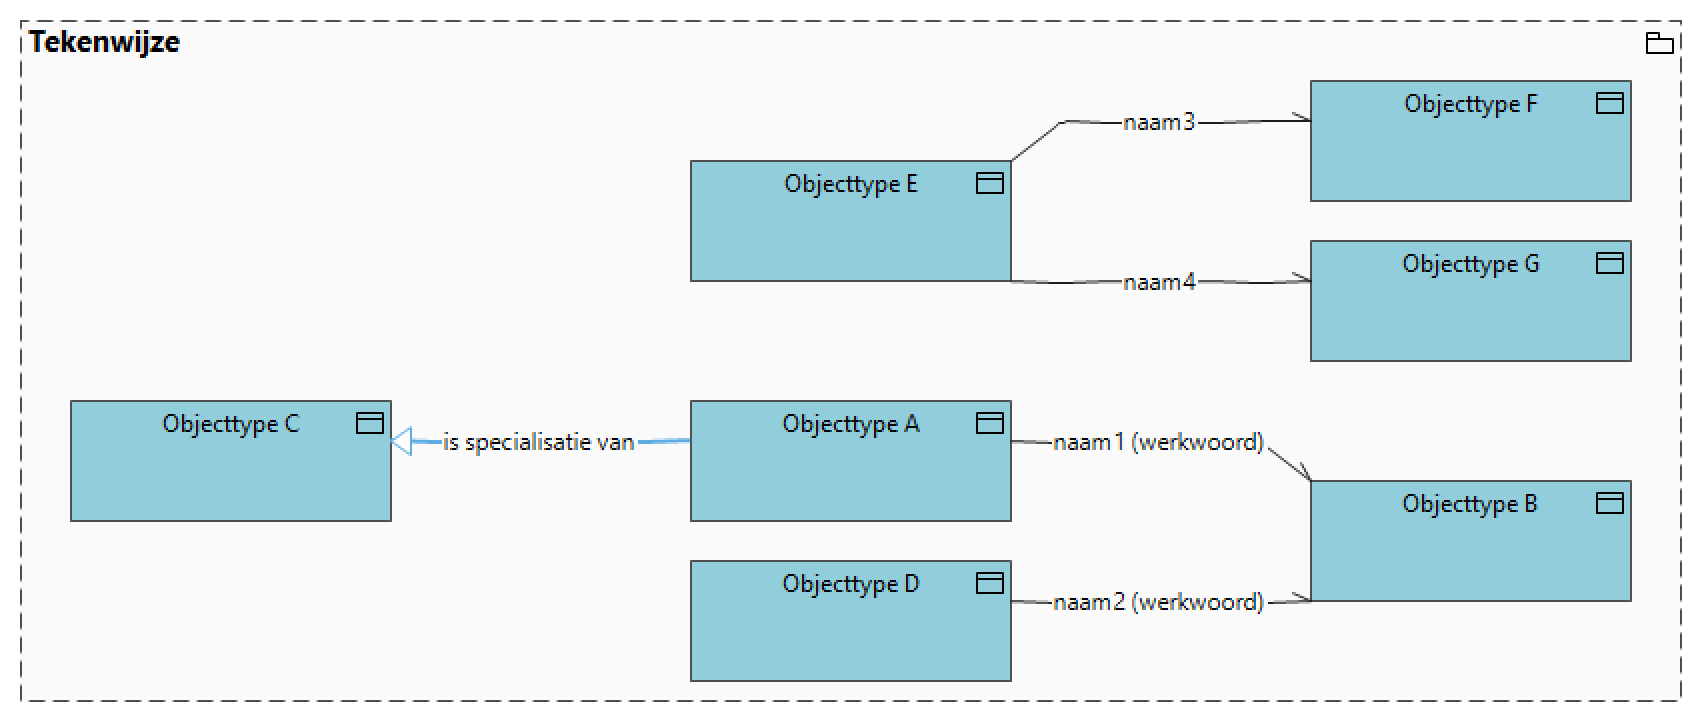 Tekenwijze
Objecttype F
naam3
Objecttype E
Objecttype G
naam4
Objecttype C
is specialisatie van
Objecttype A
naam1 (werkwoord)
Objecttype B
Objecttype D
naam2 (werkwoord)